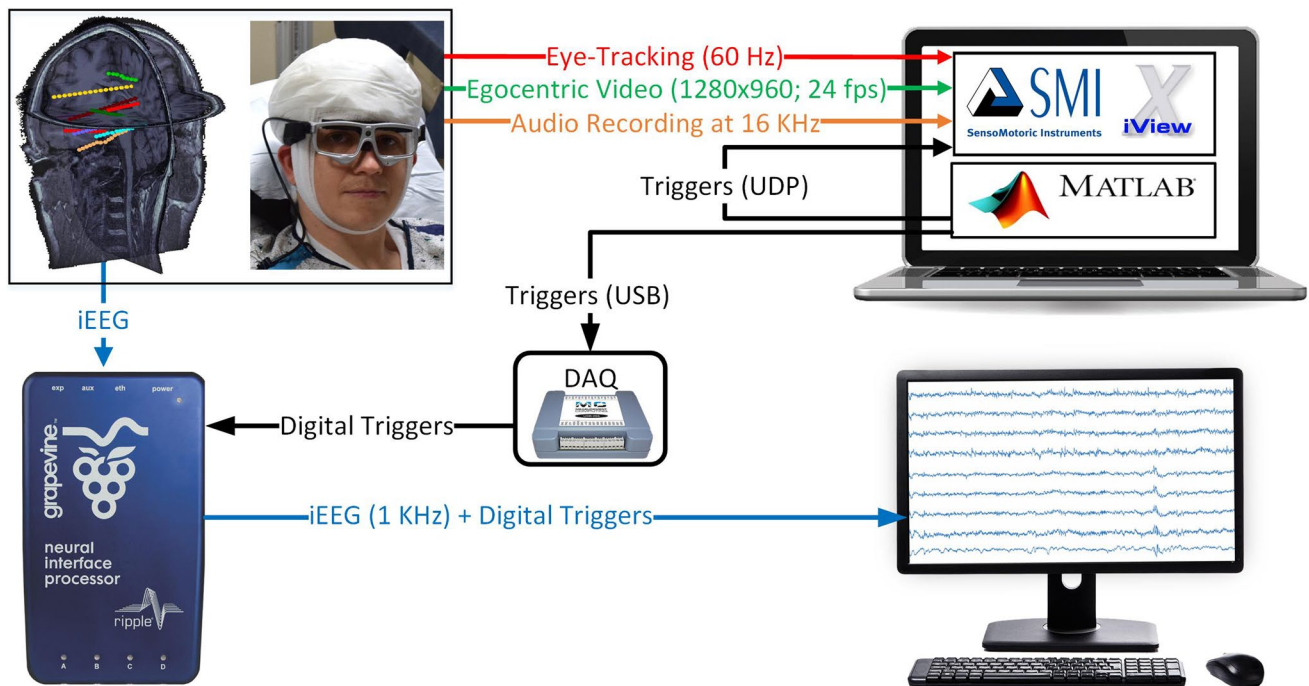 Eye-Tracking (60 Hz)
Egocentric Video (1280x960; 24 fps)
Audio Recording at 16 KHz
SMI
SensoMotoric Instruments
X
iView
Triggers (UDP)
MATLAB®
Triggers (USB)
iEEG
DAQ
MC
Digital Triggers
exp aux eth power
grapevine.
neural
interface
processor
ripple
A B C D
iEEG (1 KHz) + Digital Triggers